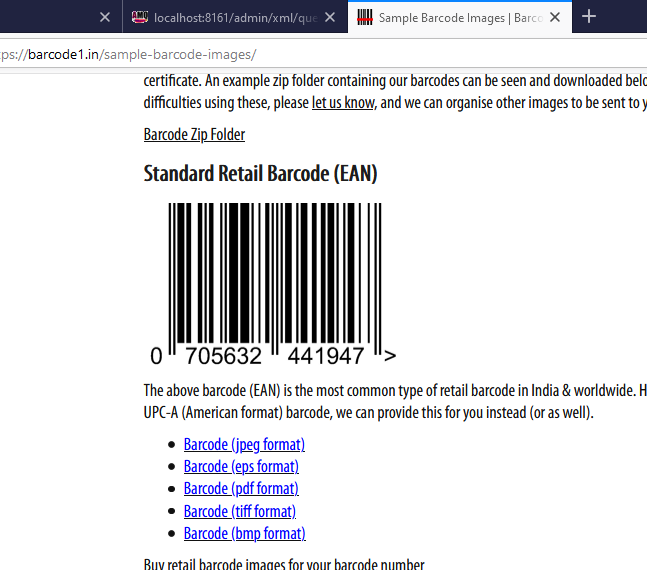 localhost:8161/admin/xml/que
Sample Barcode Images | Barc
ps://barcode1.in/sample-barcode-images/
certificate. An example zip folder containing our barcodes can be seen and downloaded belo
difficulties using these, please let us know, and we can organise other images to be sent to y
Barcode Zip Folder
Standard Retail Barcode (EAN)
0 705632 441947 >
The above barcode (EAN) is the most common type of retail barcode in India & worldwide. H
UPC-A (American format) barcode, we can provide this for you instead (or as well).
Barcode (jpeg format)
Barcode (eps format)
Barcode (pdf format)
Barcode (tiff format)
Barcode (bmp format)
Buy retail barcode images for your barcode number